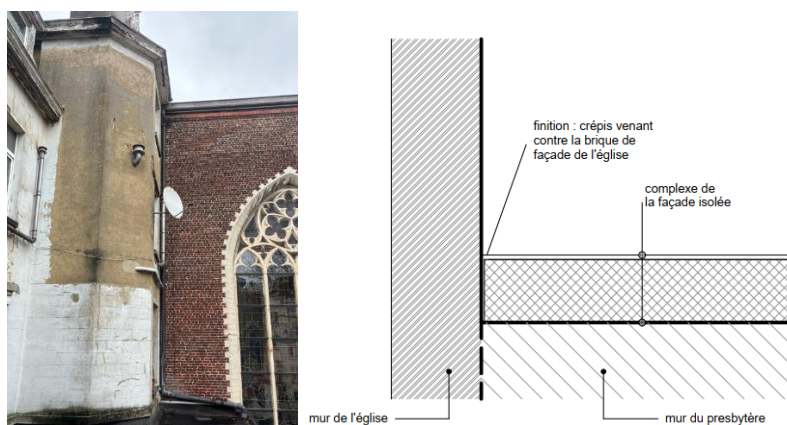 finition : crépis venant
contre la brique de
façade de l'église
complexe de
la façade isolée
mur de l'église
mur du presbytère